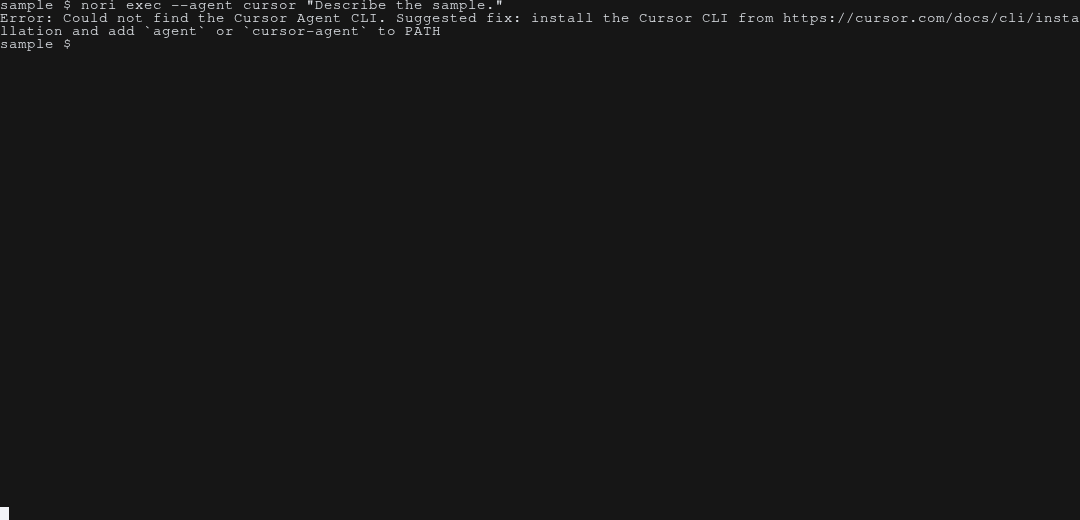 sample $ nori exec --agent cursor "Describe the sample."
Error: Could not find the Cursor Agent CLI. Suggested fix: install the Cursor CLI from https://cursor.com/docs/cli/insta
llation and add `agent` or `cursor-agent` to PATH
sample $